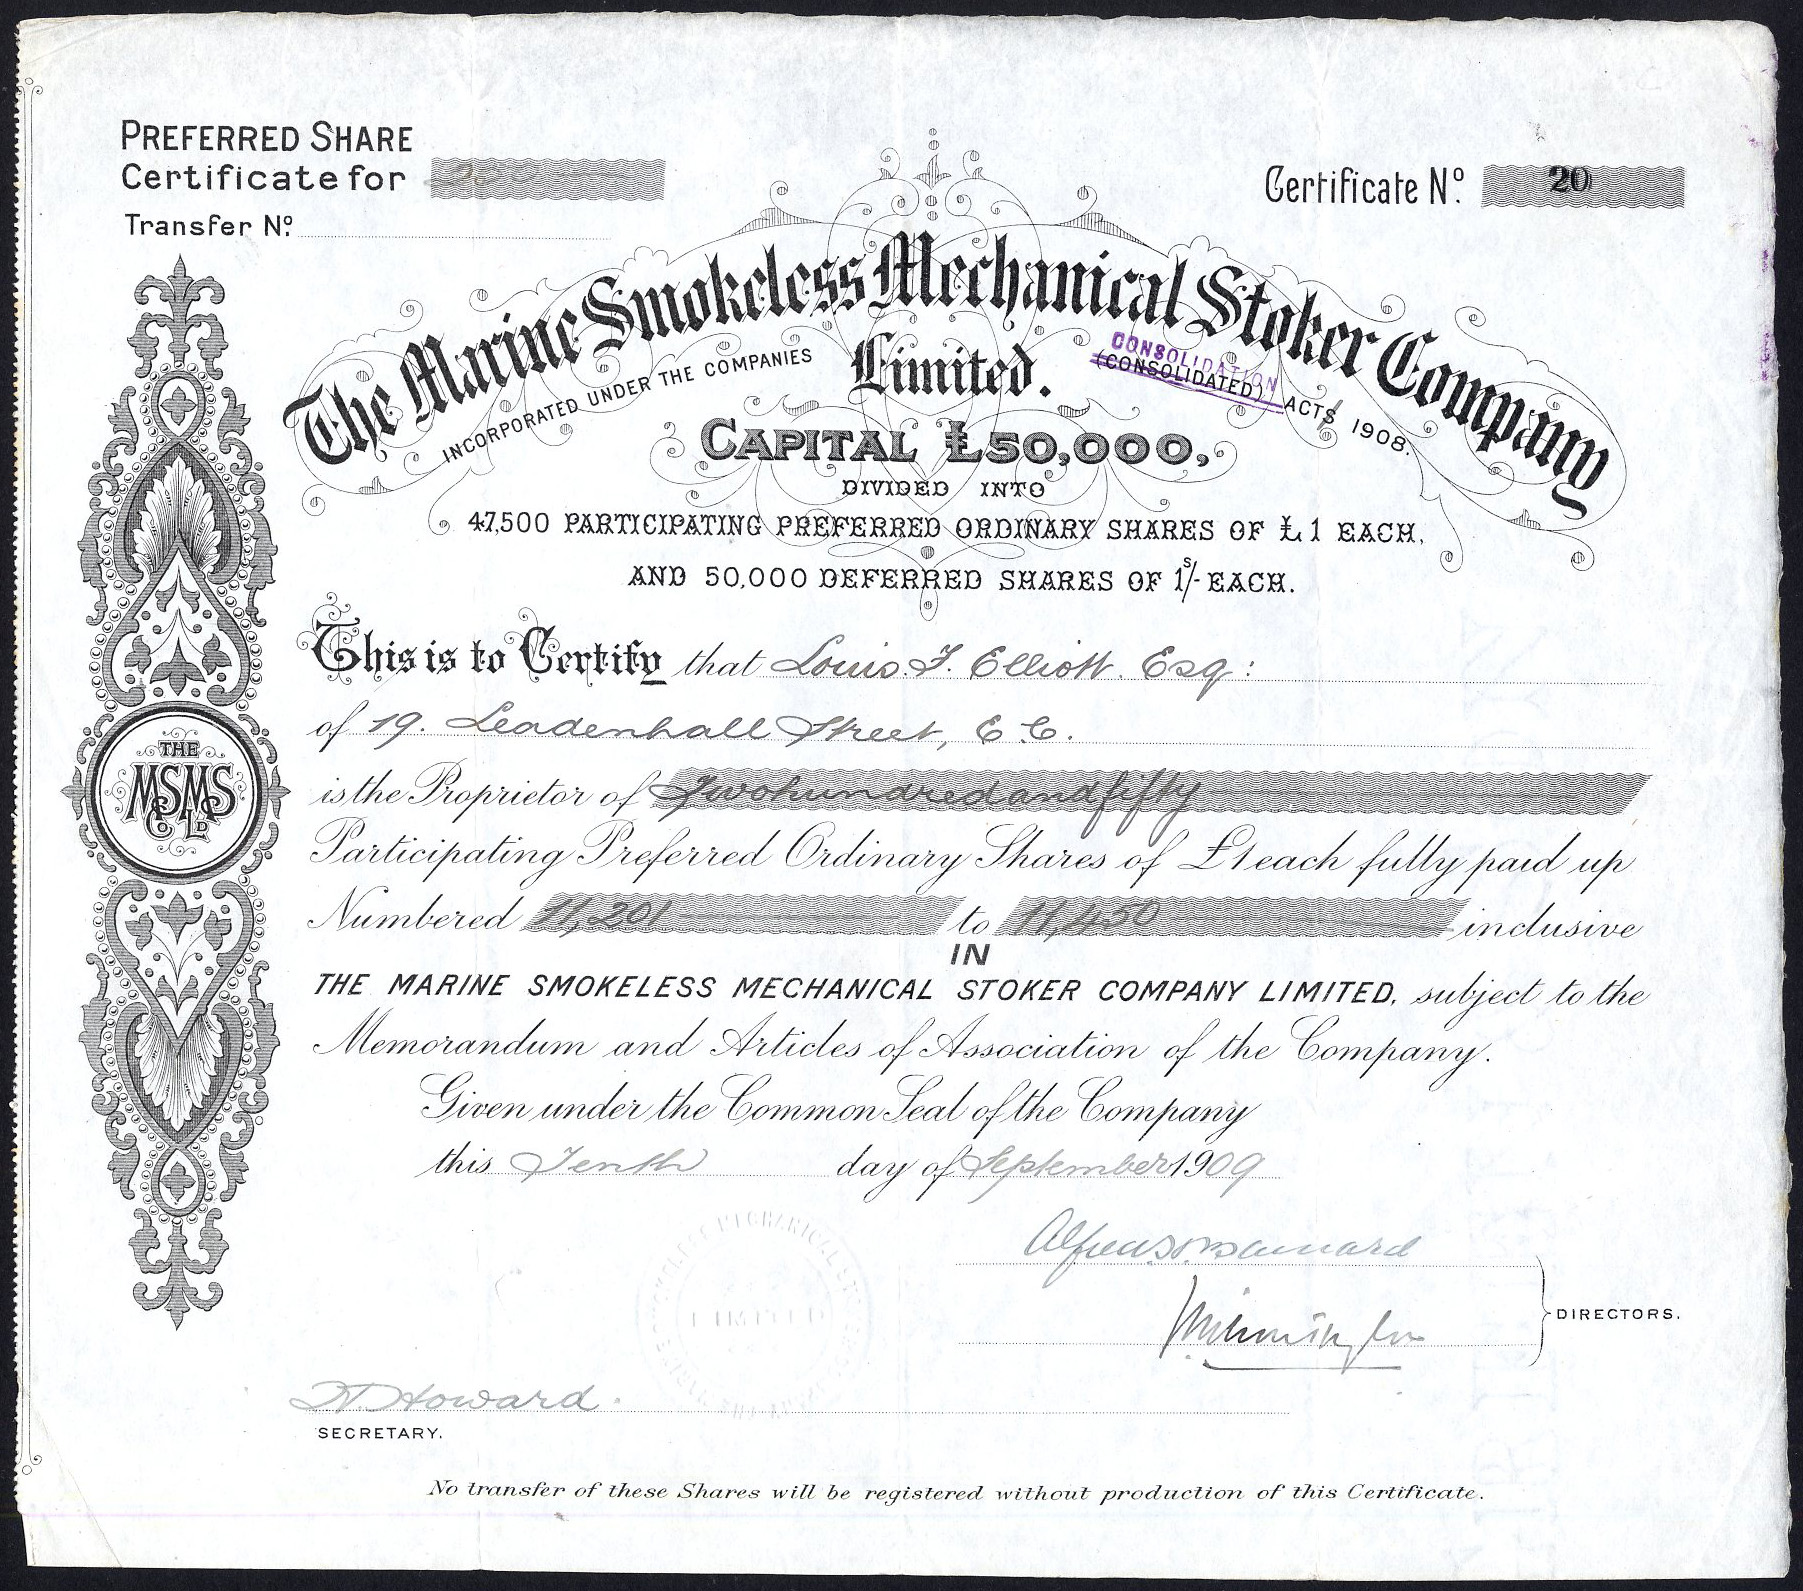 PREFERRED SHARE
Certificate for
Transfer No.
Certificate No. 20
The Marine Smokeless Mechanical Stoker Company
Limited.
INCORPORATED UNDER THE COMPANIES (CONSOLIDATED) ACTS 1908.
CONSOLIDATION
CAPITAL £50,000,
DIVIDED INTO
47,500 PARTICIPATING PREFERRED ORDINARY SHARES OF £1 EACH,
AND 50,000 DEFERRED SHARES OF 1s/- EACH.
This is to Certify that Louis. F. Elliott. Esq:
of 19. Leadenhall Street, E.C.
is the Proprietor of Two hundred and fifty
Participating Preferred Ordinary Shares of £1 each fully paid up
Numbered 11,201 to 11,450 inclusive
IN
THE MARINE SMOKELESS MECHANICAL STOKER COMPANY LIMITED, subject to the
Memorandum and Articles of Association of the Company.
Given under the Common Seal of the Company
this Tenth day of September 1909
DIRECTORS.
Howard.
SECRETARY.
No transfer of these Shares will be registered without production of this Certificate.
THE
MSMS
Co LD
LIMITED